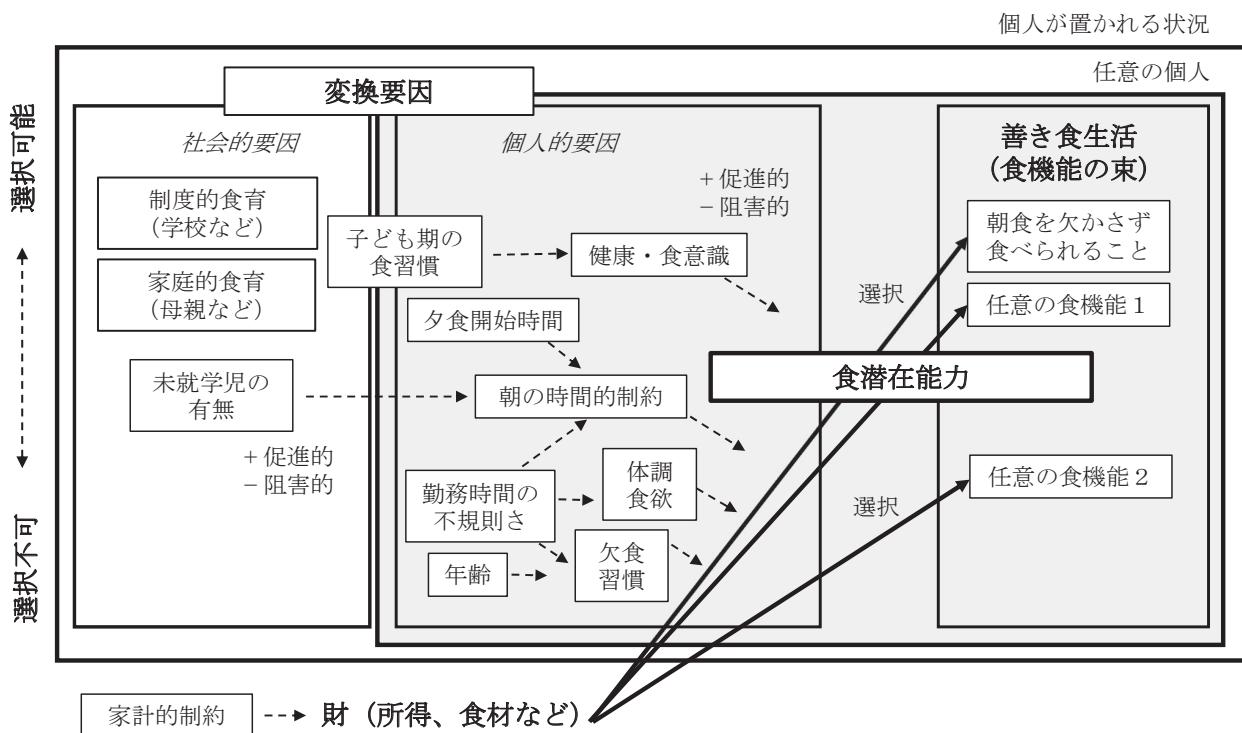 個人が置かれる状況
任意の個人
変換要因
選択可能
選択不可
社会的要因
制度的食育
(学校など)
家庭的食育
(母親など)
未就学児の
有無
+ 促進的
− 阻害的
個人的要因
+ 促進的
− 阻害的
子ども期の
食習慣
健康・食意識
夕食開始時間
朝の時間的制約
勤務時間の
不規則さ
体調
食欲
年齢
欠食
習慣
選択
食潜在能力
選択
善き食生活
(食機能の束)
朝食を欠かさず
食べられること
任意の食機能1
任意の食機能2
家計的制約
財(所得、食材など)